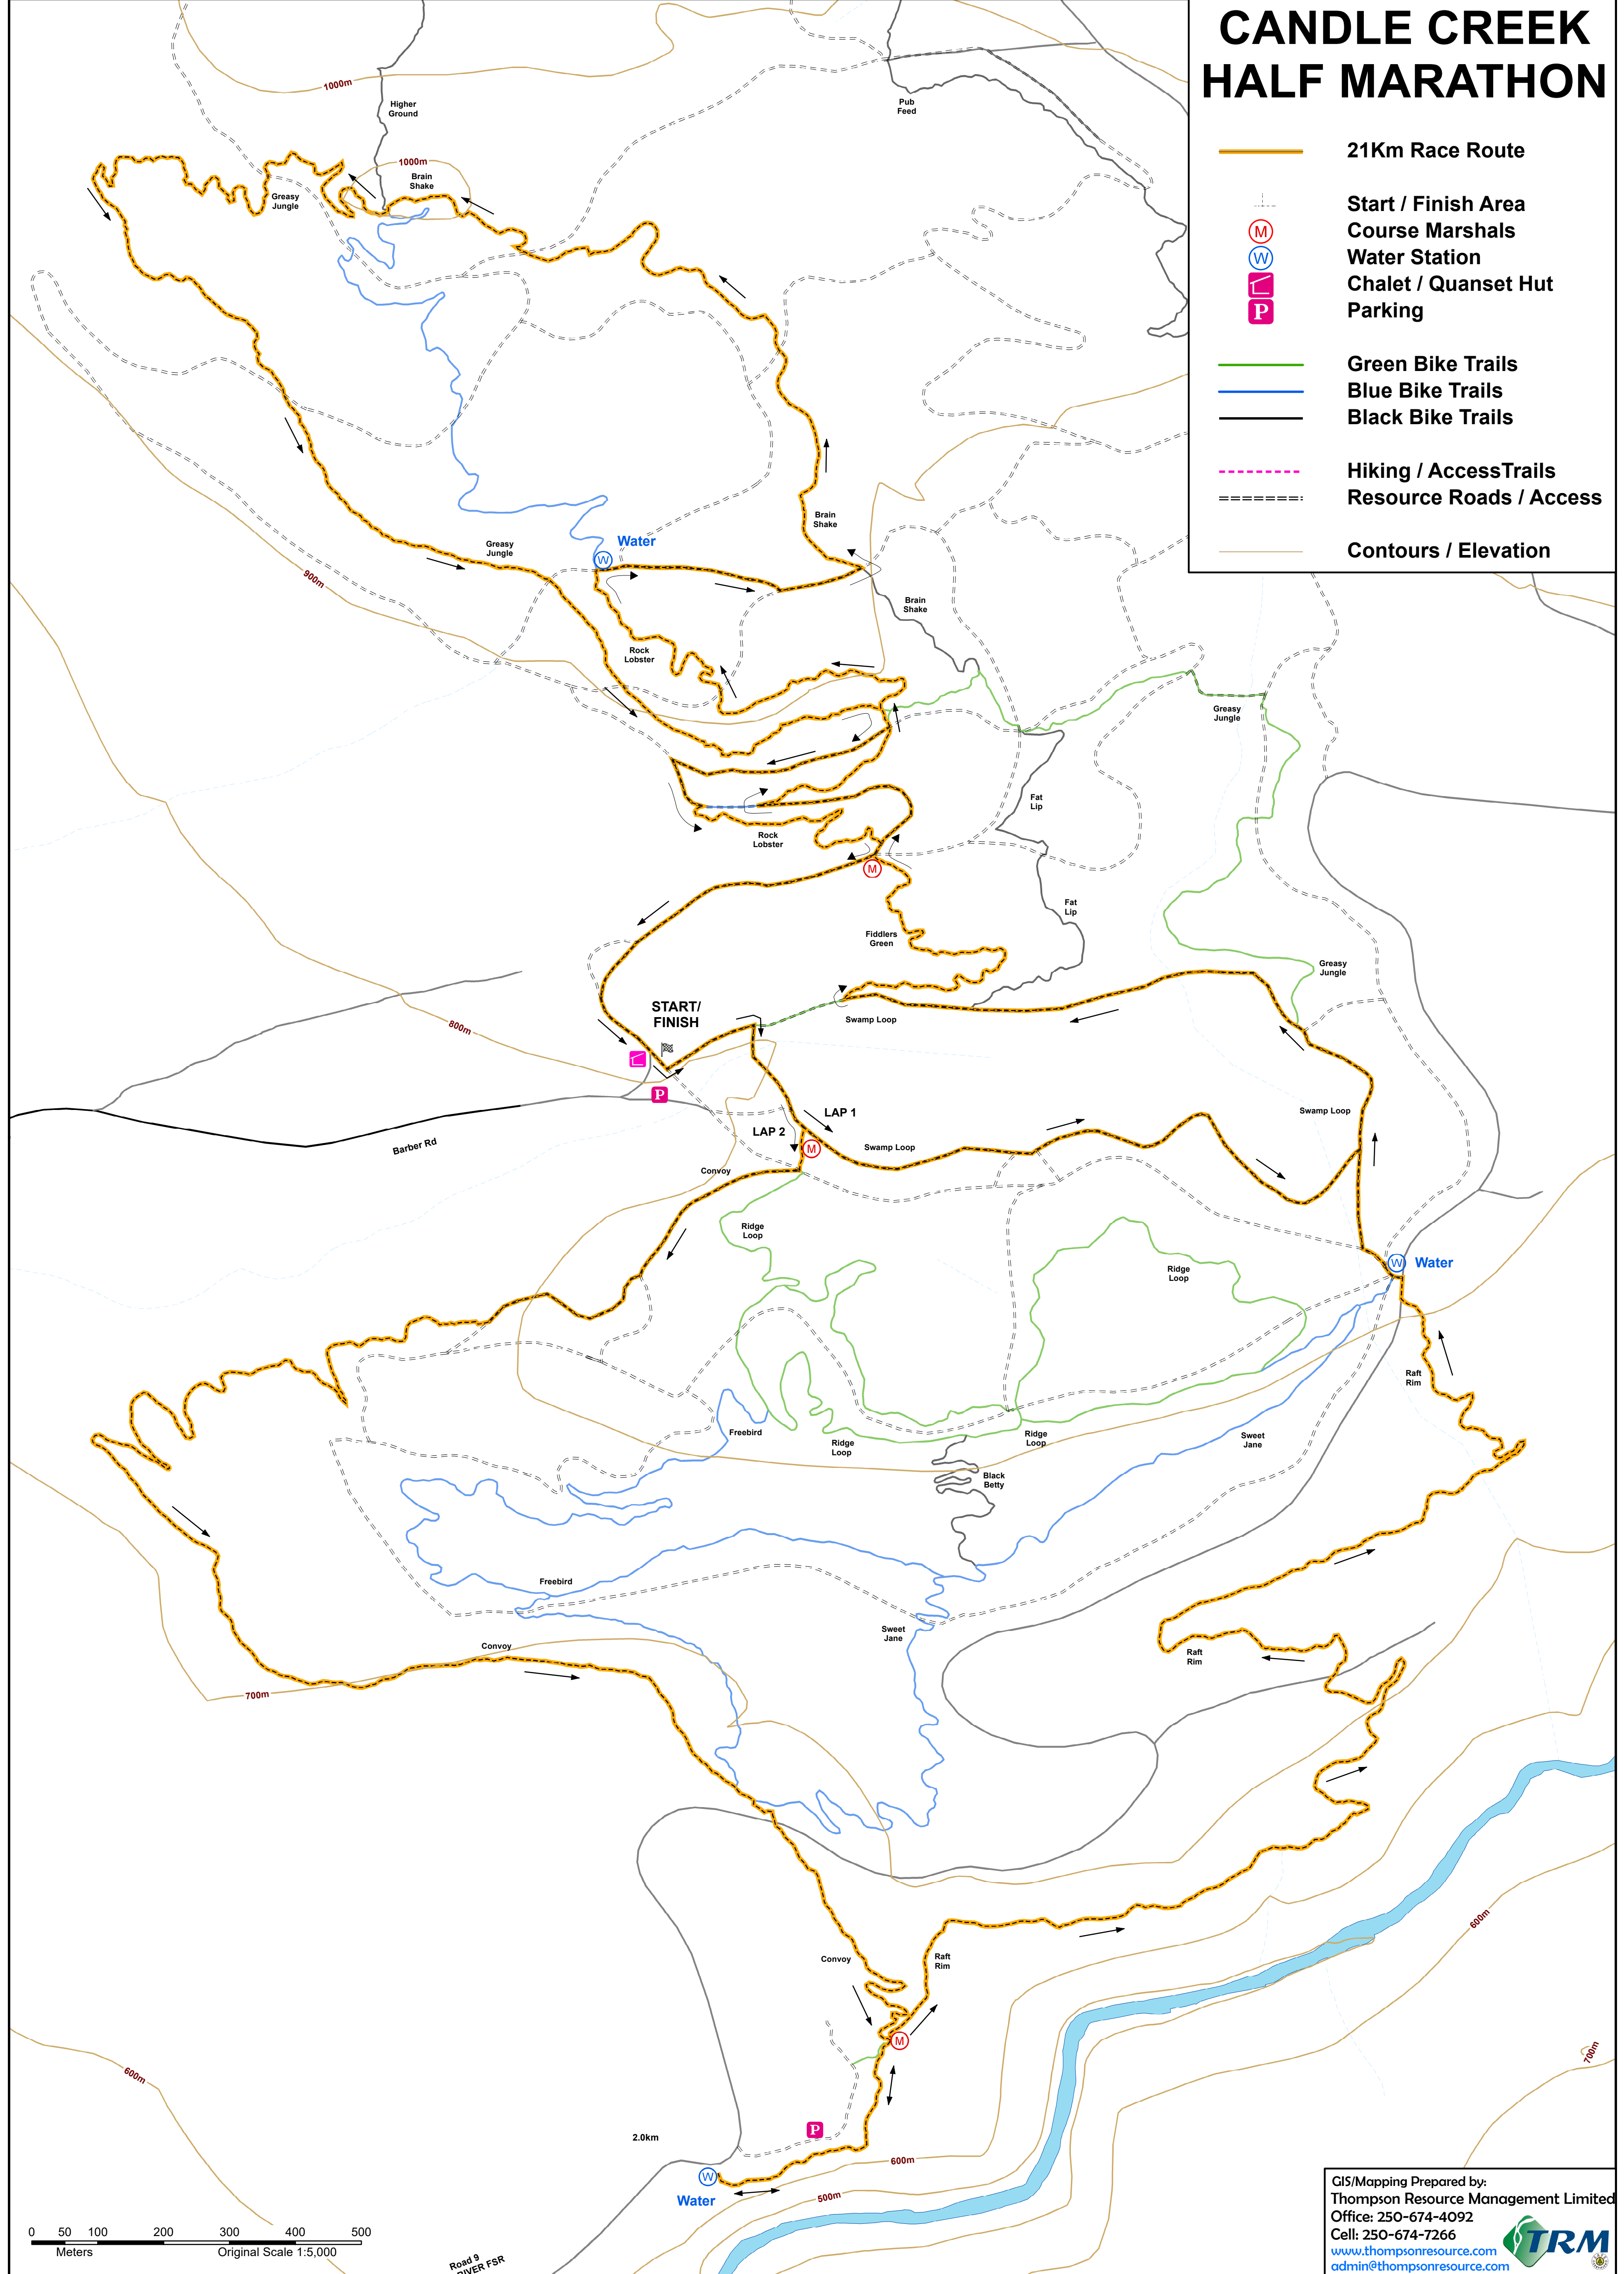 CANDLE CREEK
HALF MARATHON
21Km Race Route
Start / Finish Area
M
Course Marshals
W
Water Station
Chalet / Quanset Hut
P
Parking
Green Bike Trails
Blue Bike Trails
Black Bike Trails
Hiking / AccessTrails
Resource Roads / Access
Contours / Elevation
1000m
Higher
Ground
Pub
Feed
1000m
Brain
Shake
Greasy
Jungle
Brain
Shake
Greasy
Jungle
Water
W
900m
Brain
Shake
Rock
Lobster
Greasy
Jungle
Fat
Lip
Rock
Lobster
M
Fat
Lip
Fiddlers
Green
Greasy
Jungle
START/
FINISH
Swamp Loop
800m
P
LAP 1
Swamp Loop
LAP 2
M
Swamp Loop
Barber Rd
Convoy
Ridge
Loop
Ridge
Loop
W
Water
Raft
Rim
Freebird
Ridge
Loop
Ridge
Loop
Sweet
Jane
Black
Betty
Freebird
Sweet
Jane
Convoy
Raft
Rim
700m
600m
Convoy
Raft
Rim
M
700m
600m
P
2.0km
600m
W
Water
500m
0 50 100 200 300 400 500
Meters
Original Scale 1:5,000
Road 9
IVER FSR
GIS/Mapping Prepared by:
Thompson Resource Management Limited
Office: 250-674-4092
Cell: 250-674-7266
www.thompsonresource.com
admin@thompsonresource.com
TRM